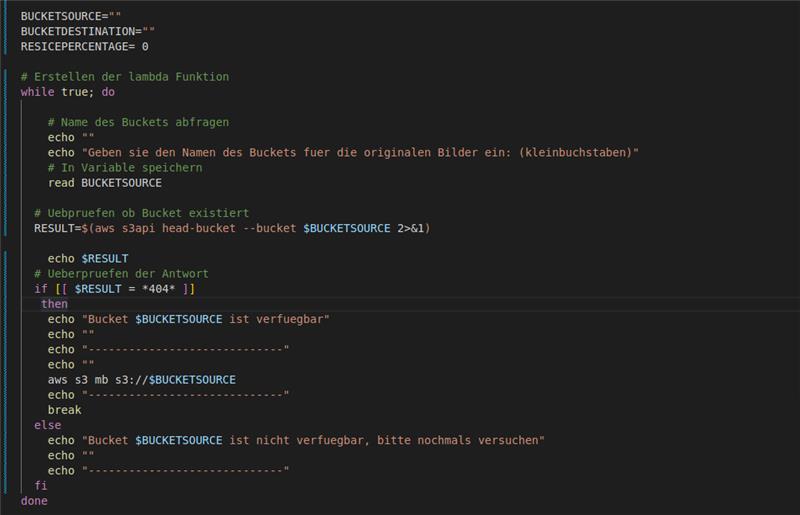 BUCKETSOURCE=""
BUCKETDESTINATION=""
RESICEPERCENTAGE= 0
# Erstellen der lambda Funktion
while true; do
# Name des Buckets abfragen
echo ""
echo "Geben sie den Namen des Buckets fuer die originalen Bilder ein: (kleinbuchstaben)"
# In Variable speichern
read BUCKETSOURCE
# Uebpruefen ob Bucket existiert
RESULT=$(aws s3api head-bucket --bucket $BUCKETSOURCE 2>&1)
echo $RESULT
# Ueberpruefen der Antwort
if [[ $RESULT = *404* ]]
then
echo "Bucket $BUCKETSOURCE ist verfuegbar"
echo ""
echo "-----------------------------"
echo ""
aws s3 mb s3://$BUCKETSOURCE
echo "-----------------------------"
break
else
echo "Bucket $BUCKETSOURCE ist nicht verfuegbar, bitte nochmals versuchen"
echo ""
echo "-----------------------------"
fi
done